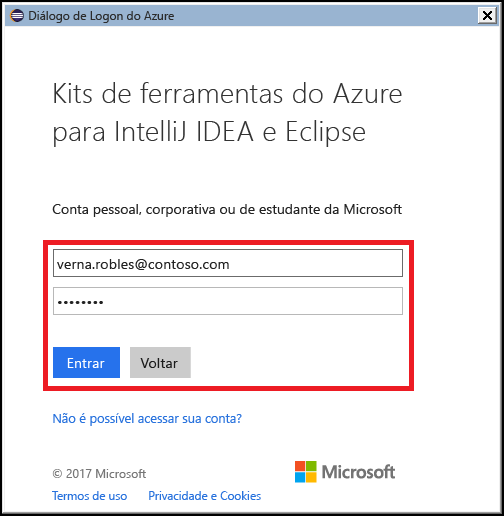 Diálogo de Logon do Azure
Kits de ferramentas do Azure
para IntelliJ IDEA e Eclipse
Conta pessoal, corporativa ou de estudante da Microsoft
verna.robles@contoso.com
••••••••
Entrar Voltar
Não é possível acessar sua conta?
© 2017 Microsoft
Microsoft
Termos de uso Privacidade e Cookies